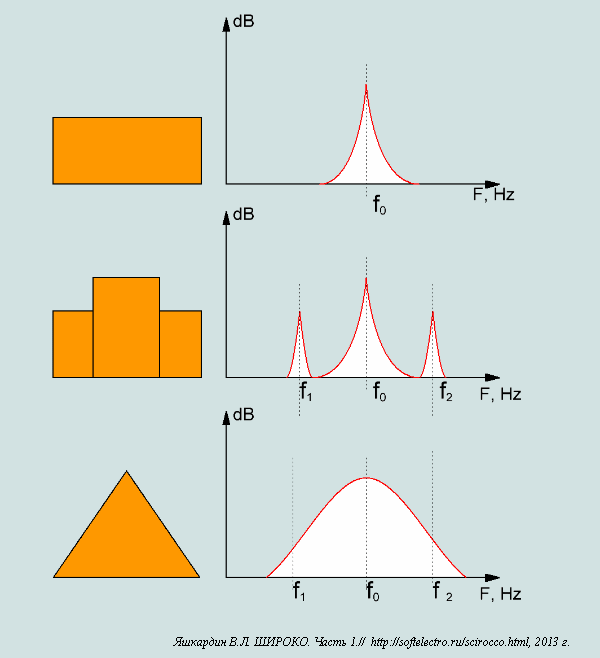 dB
F, Hz
f0
dB
f1 f0 f2 F, Hz
dB
f1 f0 f 2 F, Hz
Яшкардин В.Л. ШИРОКО. Часть 1.// http://softelectro.ru/scirocco.html, 2013 г.